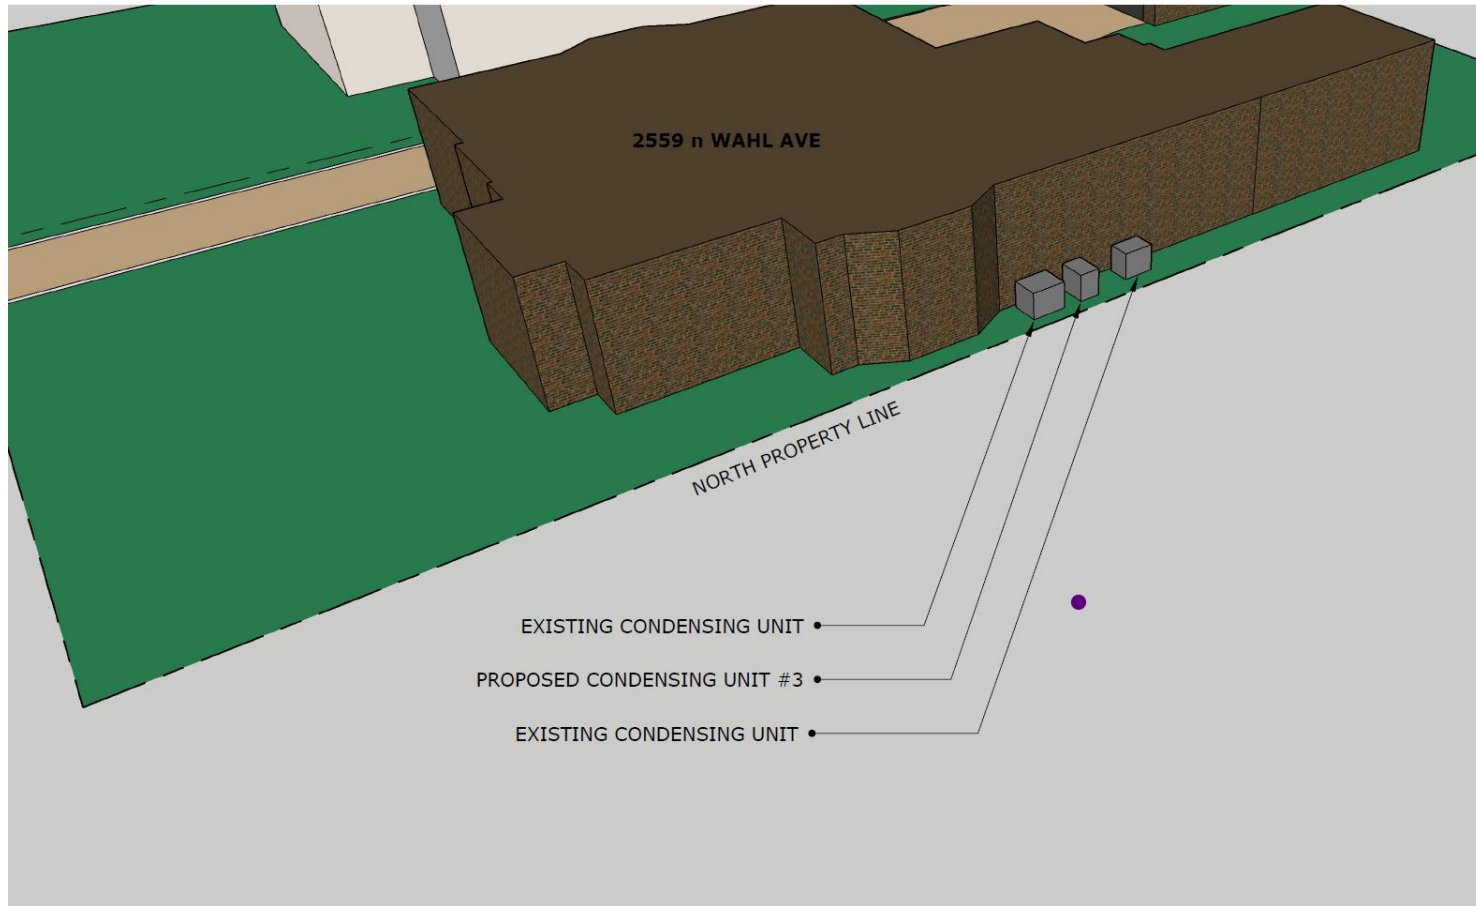 2559 n WAHL AVE
NORTH PROPERTY LINE
EXISTING CONDENSING UNIT
PROPOSED CONDENSING UNIT #3
EXISTING CONDENSING UNIT